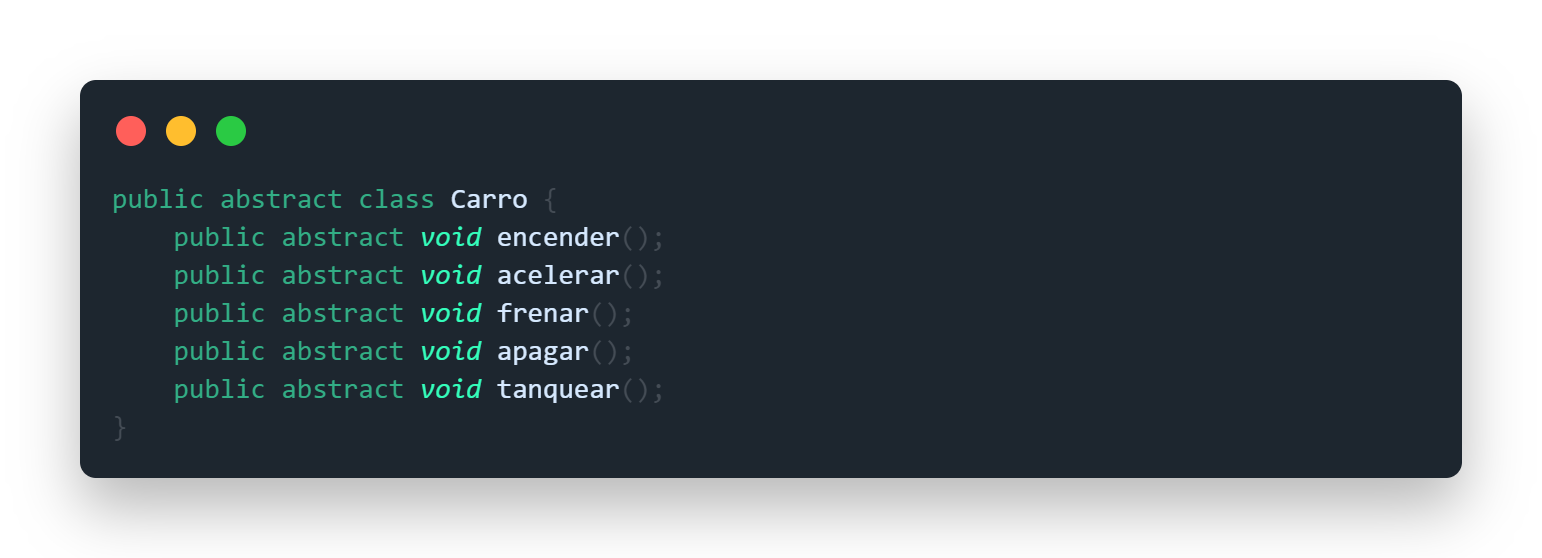 public abstract class Carro {
    public abstract void encender();
    public abstract void acelerar();
    public abstract void frenar();
    public abstract void apagar();
    public abstract void tanquear();
}